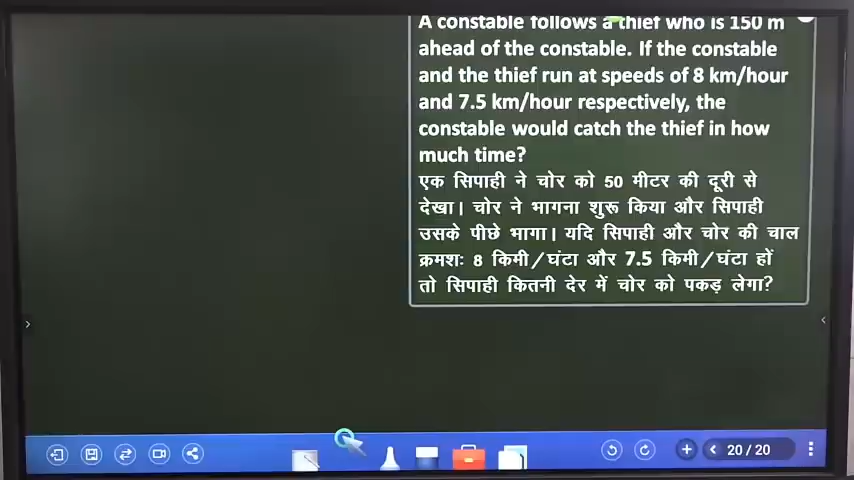 A constable follows a thief who is 150 m
ahead of the constable. If the constable
and the thief run at speeds of 8 km/hour
and 7.5 km/hour respectively, the
constable would catch the thief in how
much time?
एक सिपाही ने चोर को 50 मीटर की दूरी से
देखा। चोर ने भागना शुरू किया और सिपाही
उसके पीछे भागा। यदि सिपाही और चोर की चाल
क्रमशः 8 किमी/घंटा और 7.5 किमी/घंटा हों
तो सिपाही कितनी देर में चोर को पकड़ लेगा?
20 / 20